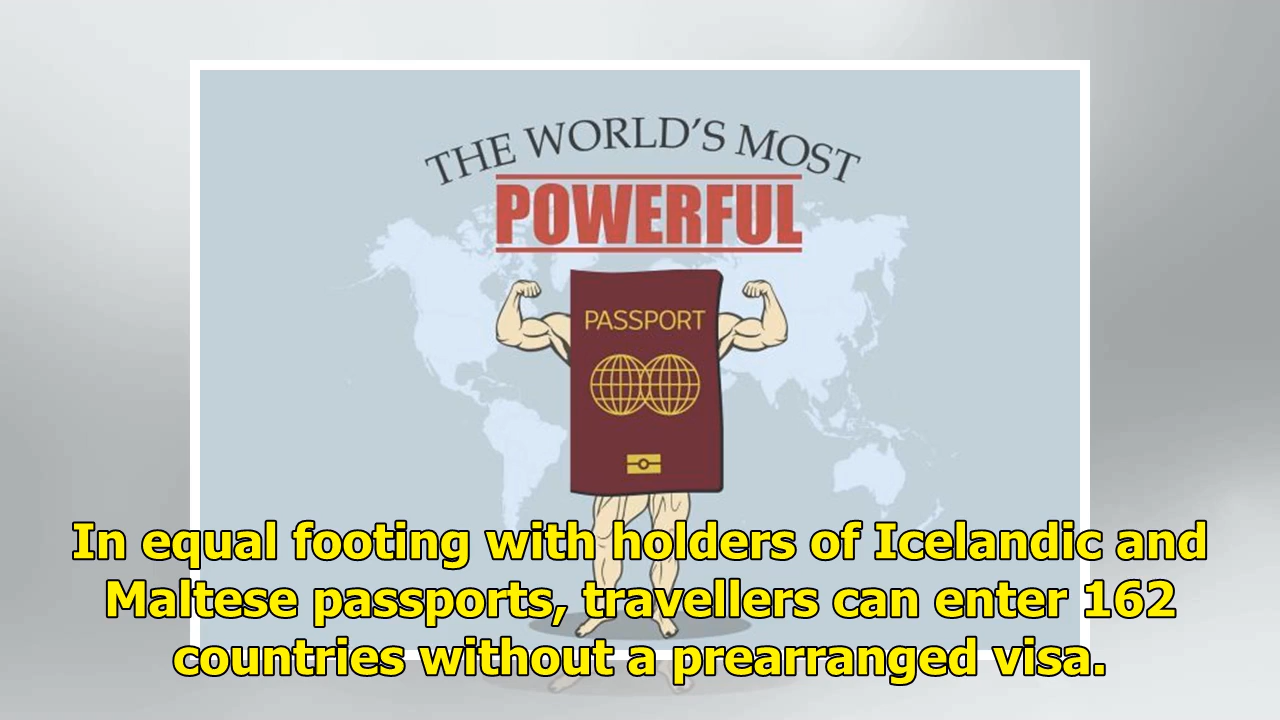 THE WORLD'S MOST
POWERFUL
PASSPORT
In equal footing with holders of Icelandic and
Maltese passports, travellers can enter 162
countries without a prearranged visa.